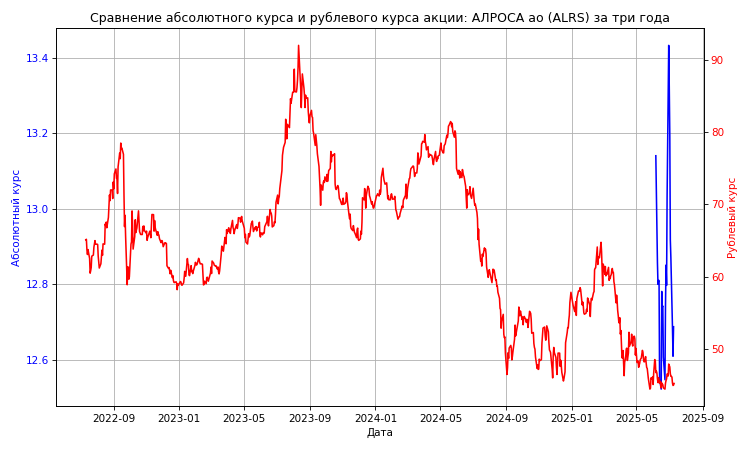 Сравнение абсолютного курса и рублевого курса акции: АЛРОСА ао (ALRS) за три года
Абсолютный курс
13.4
13.2
13.0
12.8
12.6
90
80
70
60
50
Рублевый курс
2022-09 2023-01 2023-05 2023-09 2024-01 2024-05 2024-09 2025-01 2025-05 2025-09
Дата